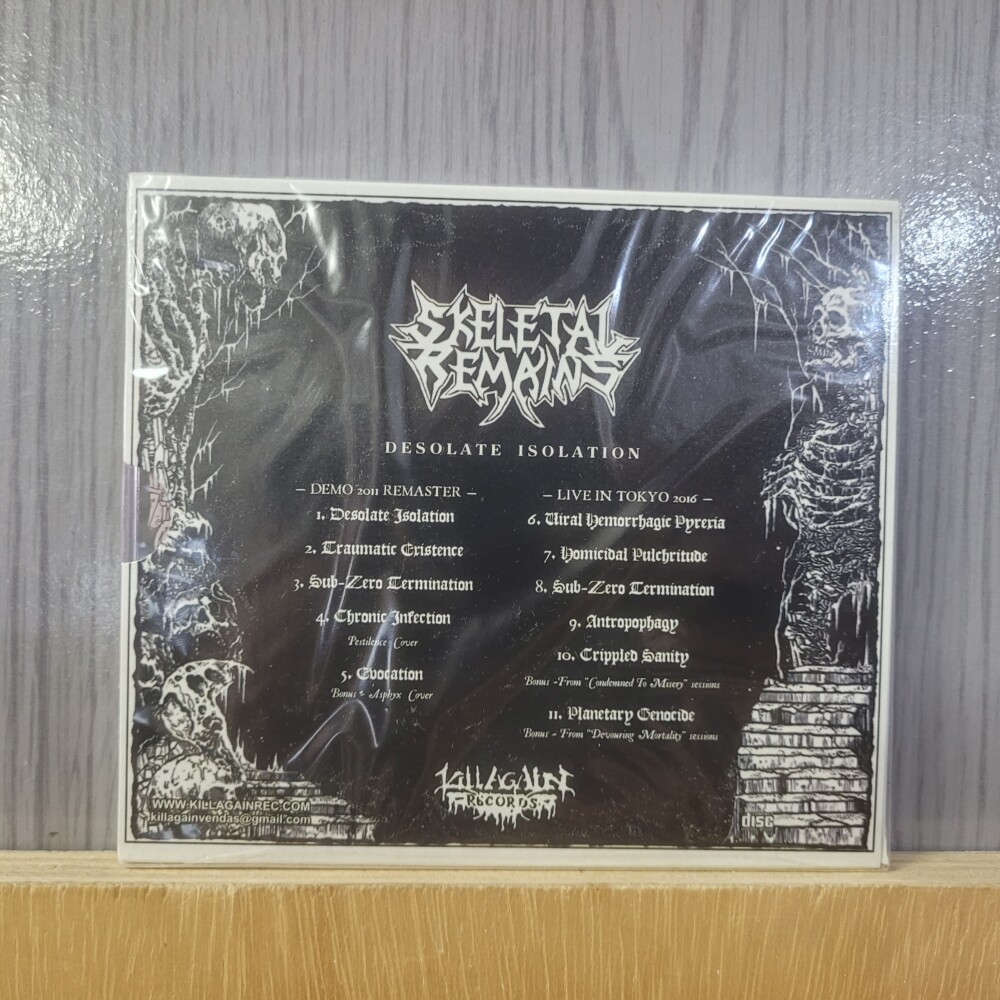 SKELETAL
REMAINS
DESOLATE ISOLATION
– DEMO 2011 REMASTER –
1. Desolate Isolation
2. Traumatic Existence
3. Sub-Zero Termination
4. Chronic Infection
Pestilence Cover
5. Evocation
Bonus - Asphyx Cover
– LIVE IN TOKYO 2016 –
6. Viral Hemorrhagic Pyrexia
7. Homicidal Pulchritude
8. Sub-Zero Termination
9. Antropophagy
10. Crippled Sanity
Bonus -From "Condemned To Misery" sessions
11. Planetary Genocide
Bonus - From "Devouring Mortality" sessions
KILL AGAIN
RECORDS
WWW.KILLAGAINREC.COM
killagainvendas@gmail.com
disc